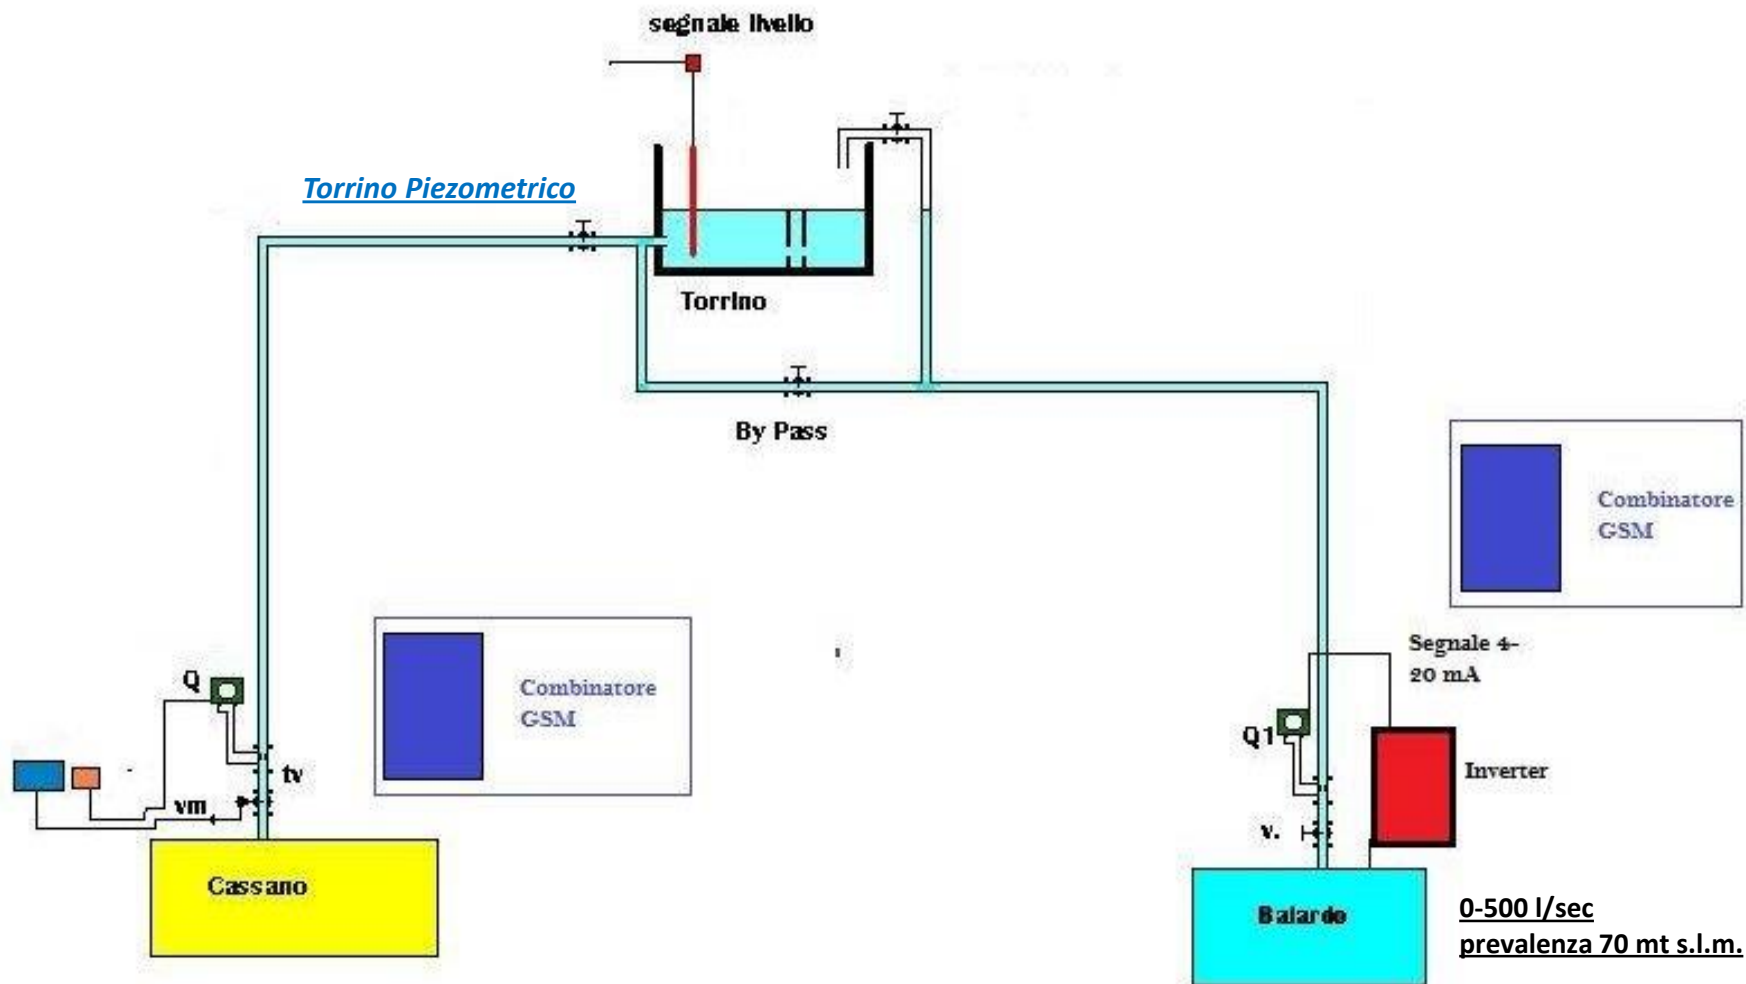 segnale livello
Torrino Piezometrico
Torrino
By Pass
Combinatore
GSM
Segnale 4-
20 mA
Q
Combinatore
GSM
Q1
tv
Inverter
vm
v.
Cassano
Baiardo
0-500 l/sec
prevalenza 70 mt s.l.m.